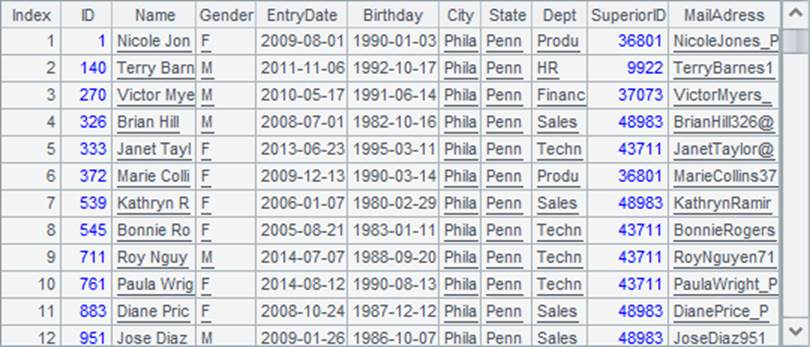 Index ID Name Gender EntryDate Birthday City State Dept SuperiorID MailAdress
1 1 Nicole Jon F 2009-08-01 1990-01-03 Phila Penn Produ 36801 NicoleJones_P
2 140 Terry Barn M 2011-11-06 1992-10-17 Phila Penn HR 9922 TerryBarnes1
3 270 Victor Mye M 2010-05-17 1991-06-14 Phila Penn Financ 37073 VictorMyers_
4 326 Brian Hill M 2008-07-01 1982-10-16 Phila Penn Sales 48983 BrianHill326@
5 333 Janet Tayl F 2013-06-23 1995-03-11 Phila Penn Techn 43711 JanetTaylor@
6 372 Marie Colli F 2009-12-13 1990-03-14 Phila Penn Produ 36801 MarieCollins37
7 539 Kathryn R F 2006-01-07 1980-02-29 Phila Penn Sales 48983 KathrynRamir
8 545 Bonnie Ro F 2005-08-21 1983-01-11 Phila Penn Techn 43711 BonnieRogers
9 711 Roy Nguy M 2014-07-07 1988-09-20 Phila Penn Techn 43711 RoyNguyen71
10 761 Paula Wrig F 2014-08-12 1990-08-13 Phila Penn Techn 43711 PaulaWright_P
11 883 Diane Pric F 2008-10-24 1987-12-12 Phila Penn Sales 48983 DianePrice_P
12 951 Jose Diaz M 2009-01-26 1986-10-07 Phila Penn Sales 48983 JoseDiaz951